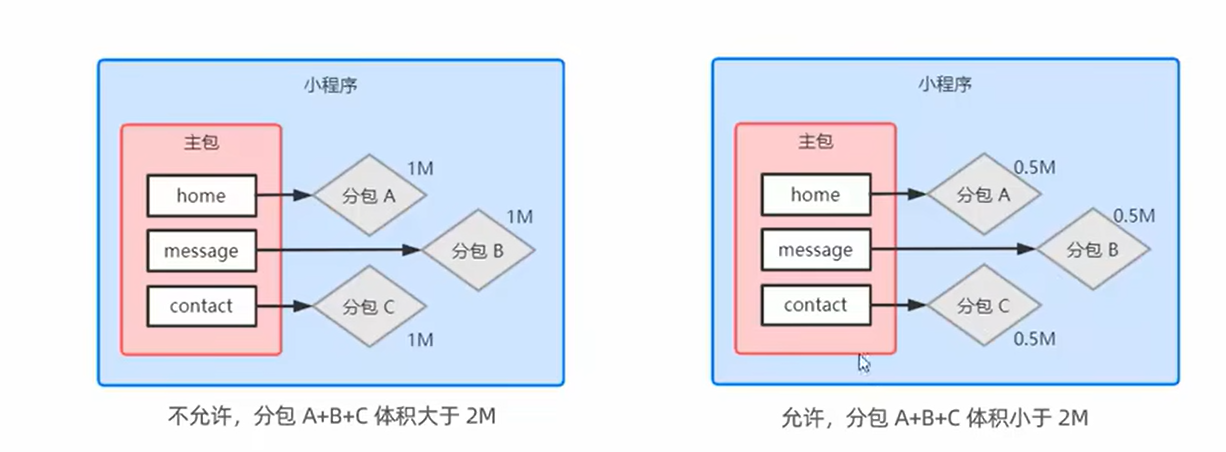 小程序
主包
home
message
contact
分包 A
1M
分包 B
1M
分包 C
1M
不允许，分包 A+B+C 体积大于 2M
小程序
主包
home
message
contact
分包 A
0.5M
分包 B
0.5M
分包 C
0.5M
允许，分包 A+B+C 体积小于 2M